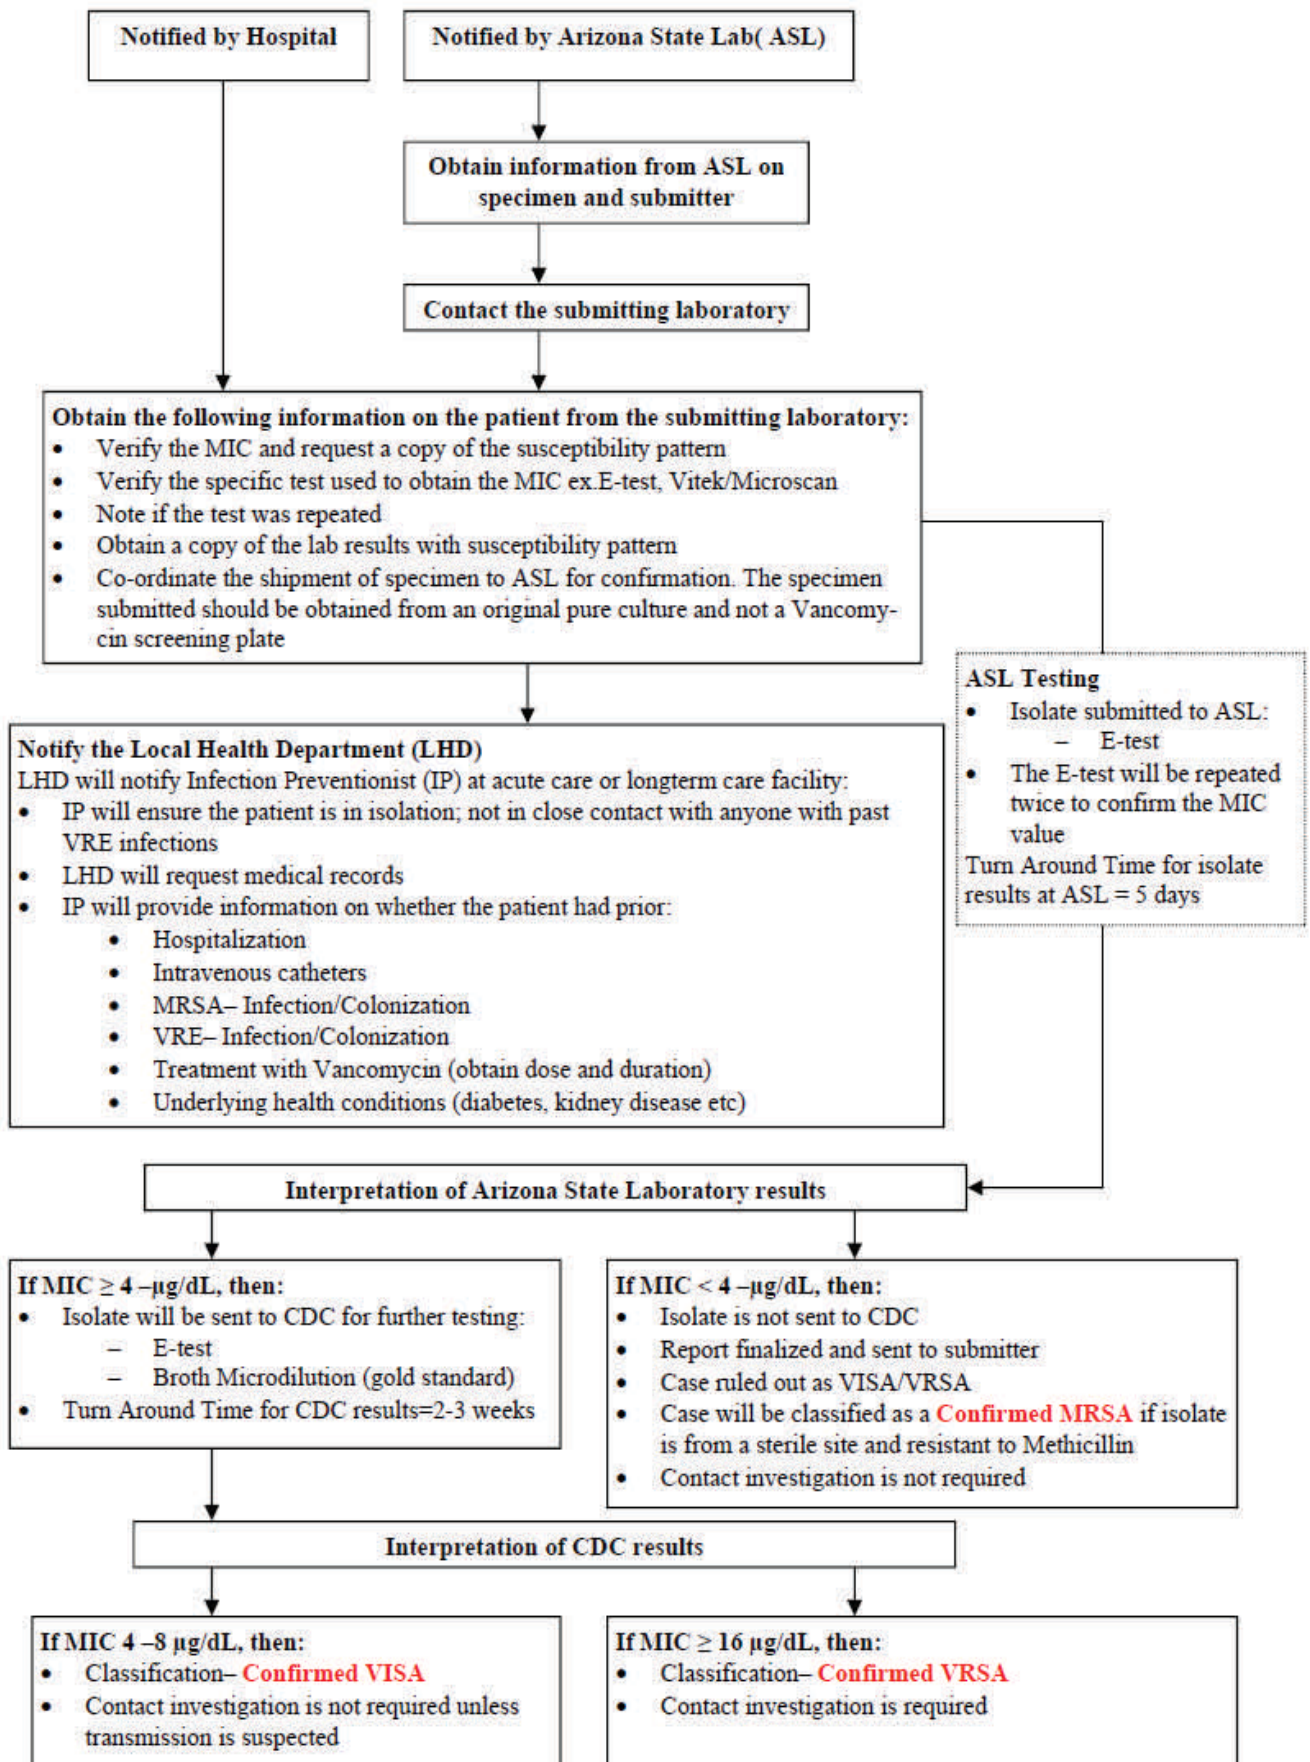 Notified by Hospital
Notified by Arizona State Lab( ASL)
Obtain information from ASL on
specimen and submitter
Contact the submitting laboratory
Obtain the following information on the patient from the submitting laboratory:
• Verify the MIC and request a copy of the susceptibility pattern
• Verify the specific test used to obtain the MIC ex.E-test, Vitek/Microscan
• Note if the test was repeated
• Obtain a copy of the lab results with susceptibility pattern
• Co-ordinate the shipment of specimen to ASL for confirmation. The specimen
submitted should be obtained from an original pure culture and not a Vancomy-
cin screening plate
ASL Testing
• Isolate submitted to ASL:
– E-test
• The E-test will be repeated
twice to confirm the MIC
value
Turn Around Time for isolate
results at ASL = 5 days
Notify the Local Health Department (LHD)
LHD will notify Infection Preventionist (IP) at acute care or longterm care facility:
• IP will ensure the patient is in isolation; not in close contact with anyone with past
VRE infections
• LHD will request medical records
• IP will provide information on whether the patient had prior:
• Hospitalization
• Intravenous catheters
• MRSA– Infection/Colonization
• VRE– Infection/Colonization
• Treatment with Vancomycin (obtain dose and duration)
• Underlying health conditions (diabetes, kidney disease etc)
Interpretation of Arizona State Laboratory results
If MIC ≥ 4 –µg/dL, then:
• Isolate will be sent to CDC for further testing:
– E-test
– Broth Microdilution (gold standard)
• Turn Around Time for CDC results=2-3 weeks
If MIC < 4 –µg/dL, then:
• Isolate is not sent to CDC
• Report finalized and sent to submitter
• Case ruled out as VISA/VRSA
• Case will be classified as a Confirmed MRSA if isolate
is from a sterile site and resistant to Methicillin
• Contact investigation is not required
Interpretation of CDC results
If MIC 4 –8 µg/dL, then:
• Classification– Confirmed VISA
• Contact investigation is not required unless
transmission is suspected
If MIC ≥ 16 µg/dL, then:
• Classification– Confirmed VRSA
• Contact investigation is required